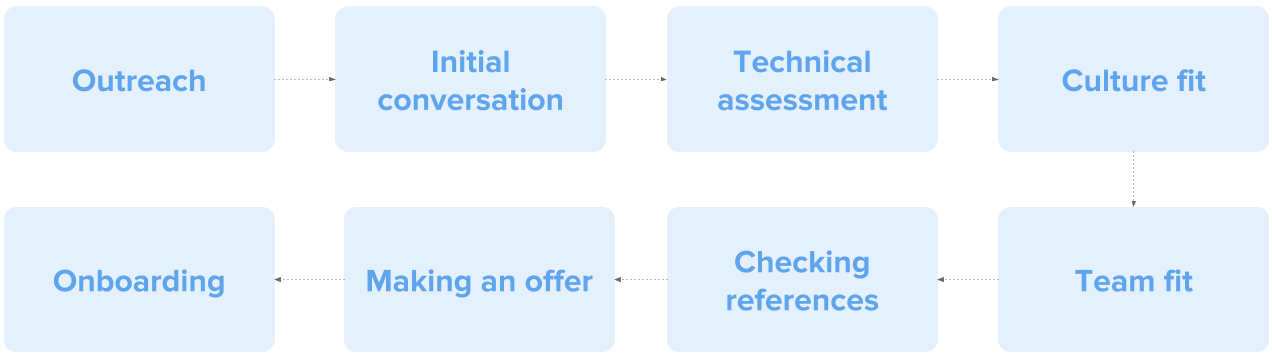 Outreach
Initial
conversation
Technical
assessment
Culture fit
Onboarding
Making an offer
Checking
references
Team fit